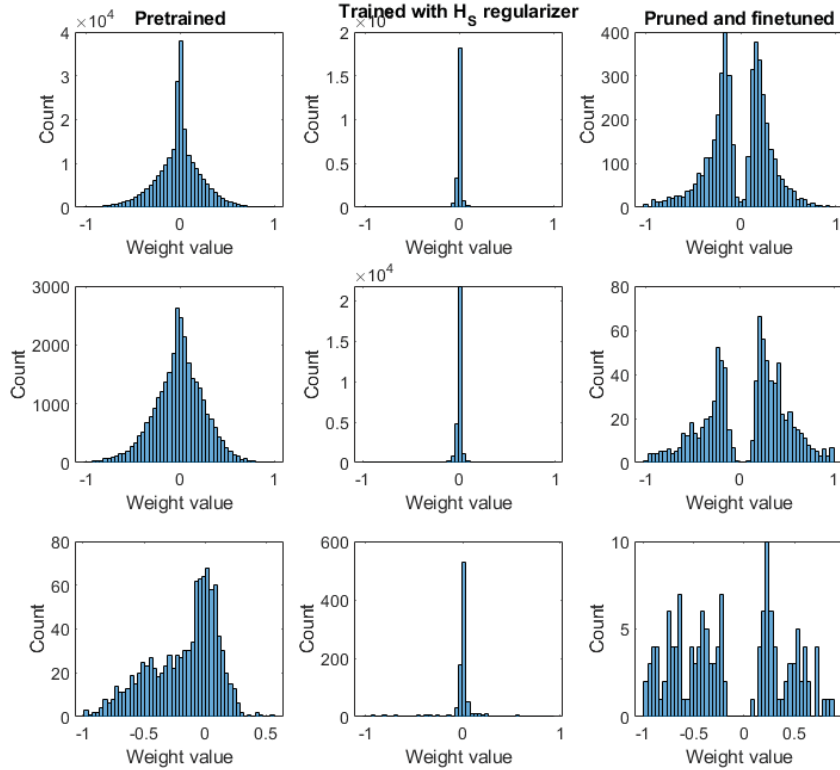 Pretrained
×10⁴
4
3
2
1
0
Count
-1 0 1
Weight value
Trained with H_S regularizer
2
1.5
1
0.5
0
Count
-1 0 1
Weight value
Pruned and finetuned
400
300
200
100
0
Count
-1 0 1
Weight value
3000
2000
1000
0
Count
-1 0 1
Weight value
×10⁴
2
1.5
1
0.5
0
Count
-1 0 1
Weight value
80
60
40
20
0
Count
-1 0 1
Weight value
80
60
40
20
0
Count
-1 -0.5 0 0.5
Weight value
600
400
200
0
Count
-1 0 1
Weight value
10
5
0
Count
-1 -0.5 0 0.5
Weight value